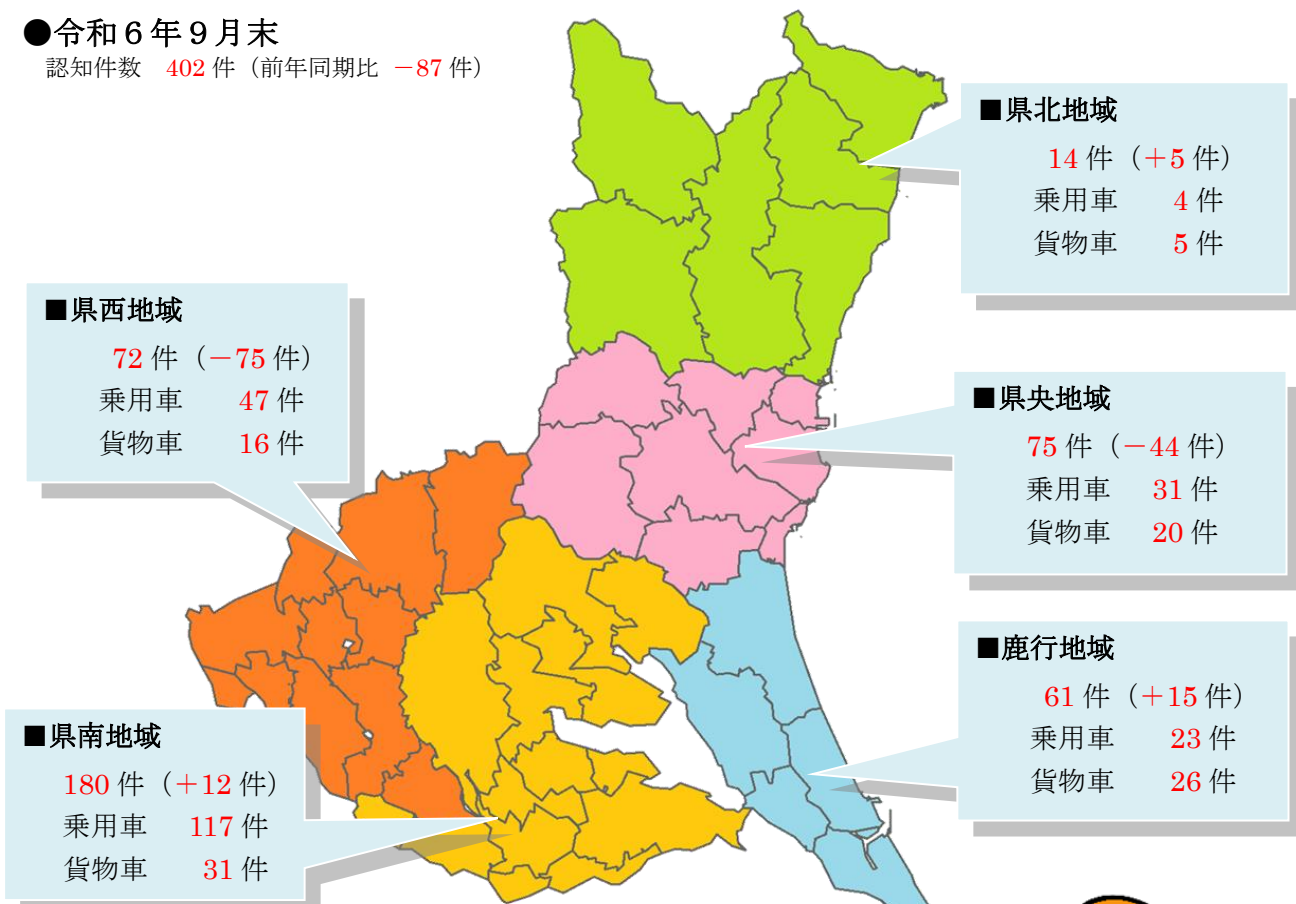 ●令和６年９月末
認知件数 402 件（前年同期比 －87 件）
■県北地域
14 件（＋5 件）
乗用車 4 件
貨物車 5 件
■県西地域
72 件（－75 件）
乗用車 47 件
貨物車 16 件
■県央地域
75 件（－44 件）
乗用車 31 件
貨物車 20 件
■鹿行地域
61 件（＋15 件）
乗用車 23 件
貨物車 26 件
■県南地域
180 件（＋12 件）
乗用車 117 件
貨物車 31 件